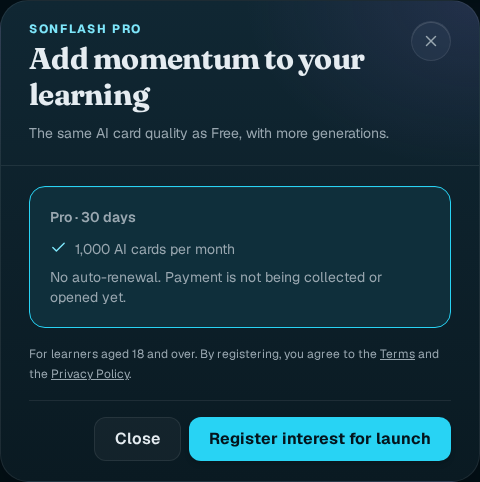 SONFLASH PRO
Add momentum to your
learning
The same AI card quality as Free, with more generations.
Pro · 30 days
1,000 AI cards per month
No auto-renewal. Payment is not being collected or
opened yet.
For learners aged 18 and over. By registering, you agree to the Terms and
the Privacy Policy.
Close
Register interest for launch